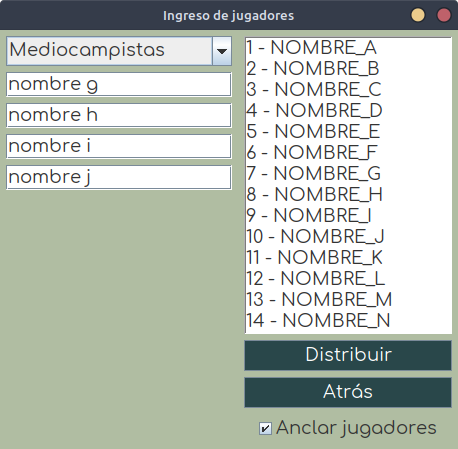 Ingreso de jugadores
Mediocampistas
nombre g
nombre h
nombre i
nombre j
1 - NOMBRE_A
2 - NOMBRE_B
3 - NOMBRE_C
4 - NOMBRE_D
5 - NOMBRE_E
6 - NOMBRE_F
7 - NOMBRE_G
8 - NOMBRE_H
9 - NOMBRE_I
10 - NOMBRE_J
11 - NOMBRE_K
12 - NOMBRE_L
13 - NOMBRE_M
14 - NOMBRE_N
Distribuir
Atrás
Anclar jugadores